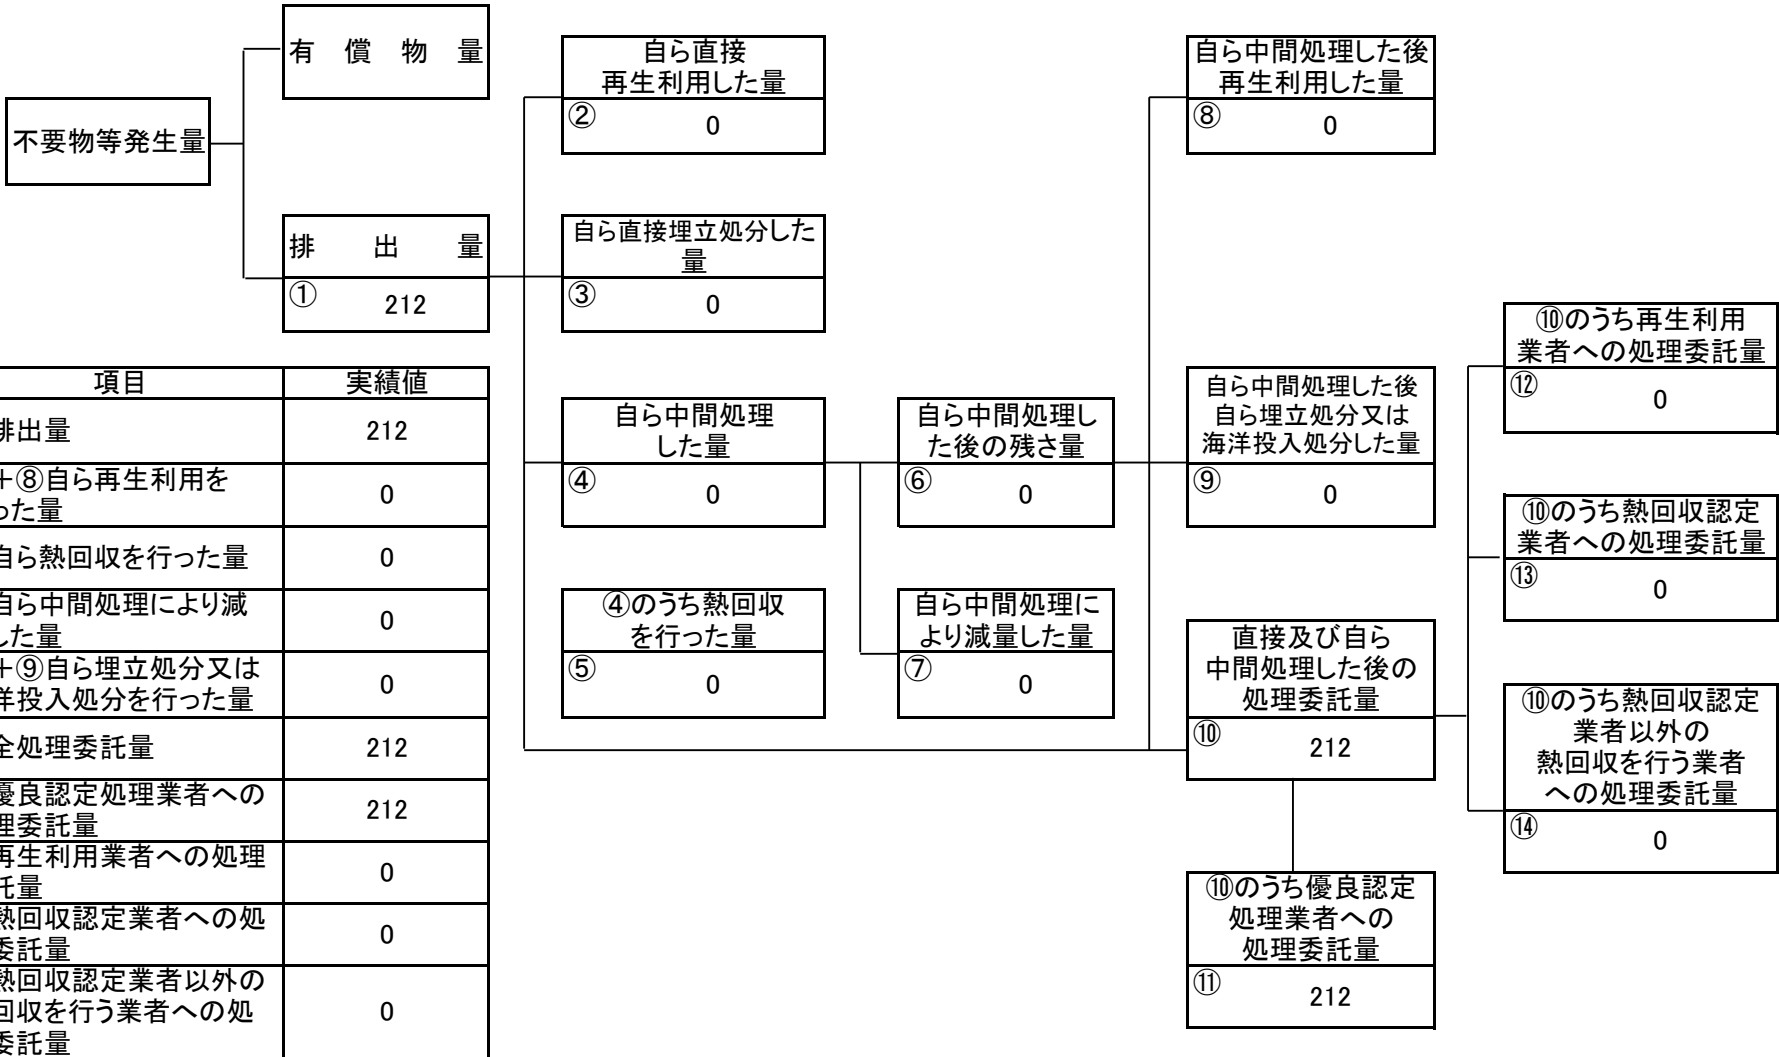 有償物量
不要物等発生量
排出量
① 212
自ら直接
再生利用した量
② 0
自ら直接埋立処分した
量
③ 0
自ら中間処理
した量
④ 0
④のうち熱回収
を行った量
⑤ 0
自ら中間処理し
た後の残さ量
⑥ 0
自ら中間処理に
より減量した量
⑦ 0
自ら中間処理した後
再生利用した量
⑧ 0
自ら中間処理した後
自ら埋立処分又は
海洋投入処分した量
⑨ 0
直接及び自ら
中間処理した後の
処理委託量
⑩ 212
⑩のうち優良認定
処理業者への
処理委託量
⑪ 212
⑩のうち再生利用
業者への処理委託量
⑫ 0
⑩のうち熱回収認定
業者への処理委託量
⑬ 0
⑩のうち熱回収認定
業者以外の
熱回収を行う業者
への処理委託量
⑭ 0
項目 実績値
排出量 212
+⑧自ら再生利用を
った量 0
自ら熱回収を行った量 0
自ら中間処理により減
した量 0
+⑨自ら埋立処分又は
洋投入処分を行った量 0
全処理委託量 212
優良認定処理業者への
理委託量 212
再生利用業者への処理
託量 0
熱回収認定業者への処
委託量 0
熱回収認定業者以外の
回収を行う業者への処
委託量 0